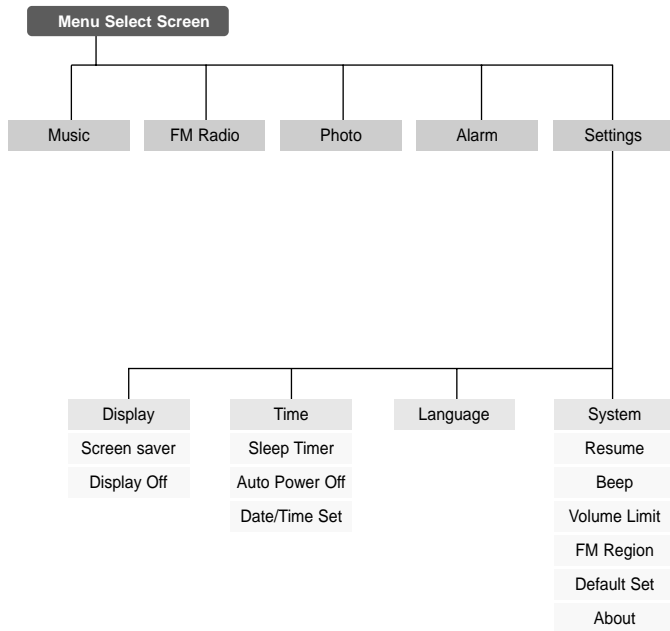 Menu Select Screen
Music FM Radio Photo Alarm Settings
Display Time Language System
Screen saver Sleep Timer Resume
Display Off Auto Power Off Beep
Date/Time Set Volume Limit
FM Region
Default Set
About